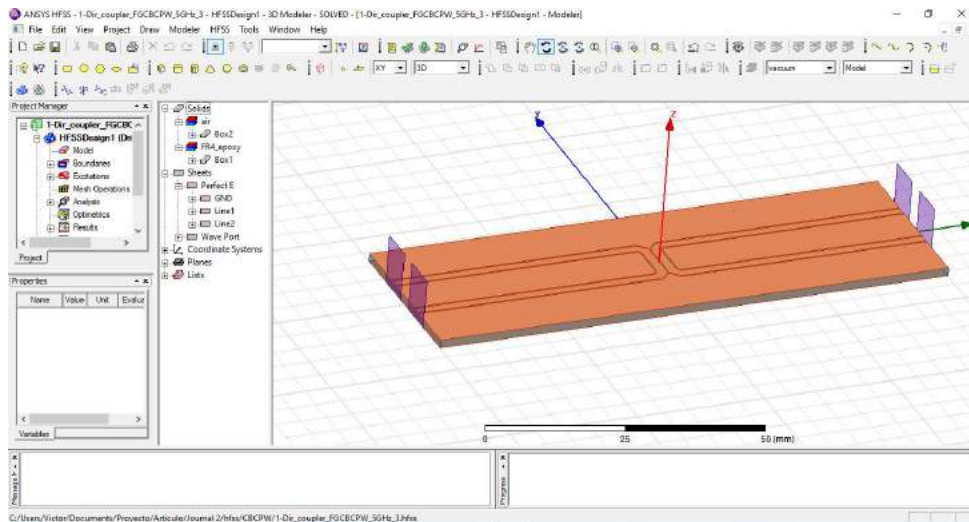 ANSYS HFSS - 1-Dir_coupler_FGCBCPW_5GHz_3 - HFSSDesign1 - 3D Modeler - SOLVED - [1-Dir_coupler_FGCBCPW_5GHz_3 - HFSSDesign1 - Modeler]
File Edit View Project Draw Modeler HFSS Tools Window Help
XY 3D vacuum Model
Project Manager
1-Dir_coupler_FGCBC
HFSSDesign1 (Dri
Model
Boundaries
Excitations
Mesh Operations
Analysis
Optimetrics
Results
Project
Properties
Name Value Unit Evalua
Variables
Solids
air
Box2
FR4_epoxy
Box1
Sheets
Perfect E
GND
Line1
Line2
Wave Port
Coordinate Systems
Planes
Lists
Z
0 25 50 (mm)
Progress
C:/Users/Victor/Documents/Proyecto/Articulo/Journal 2/hfss/CBCPW/1-Dir_coupler_FGCBCPW_5GHz_3.hfss